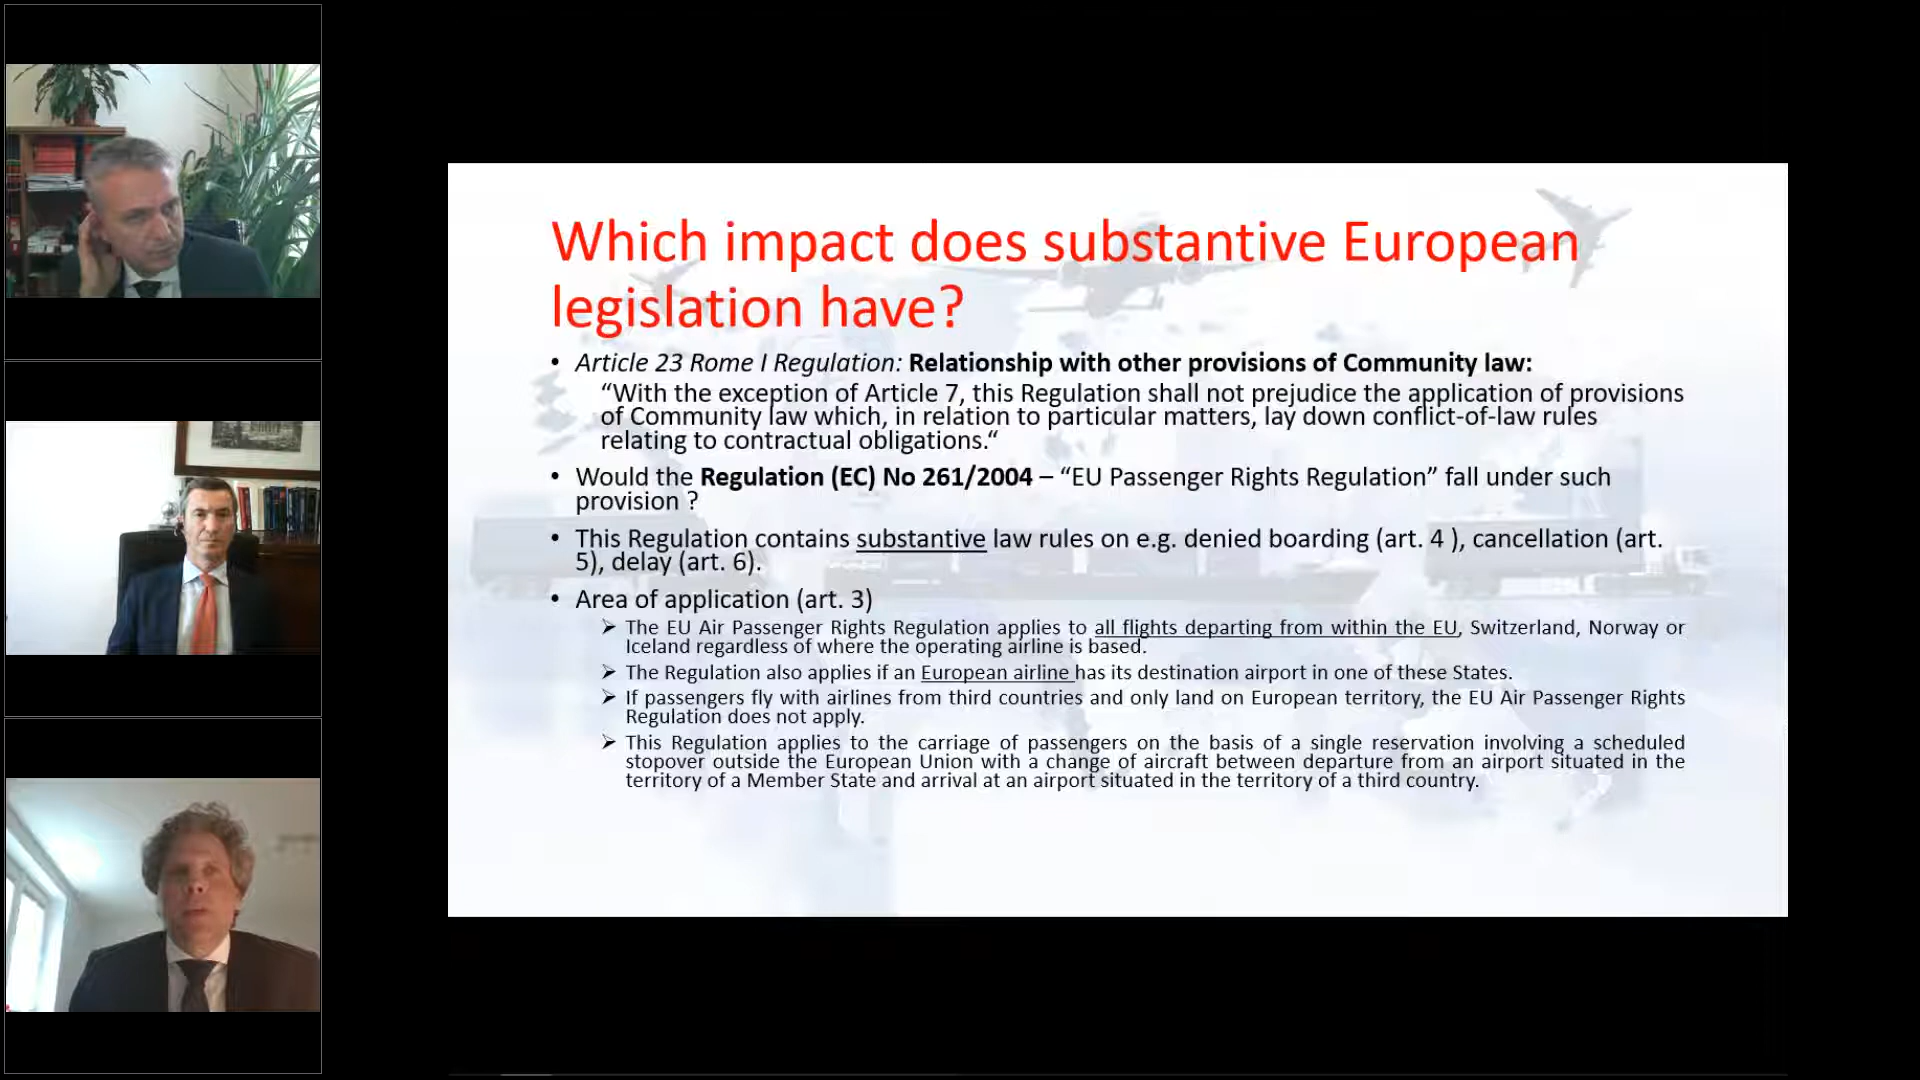 Which impact does substantive European
legislation have?
• Article 23 Rome I Regulation: Relationship with other provisions of Community law:
“With the exception of Article 7, this Regulation shall not prejudice the application of provisions
of Community law which, in relation to particular matters, lay down conflict-of-law rules
relating to contractual obligations.“
• Would the Regulation (EC) No 261/2004 – “EU Passenger Rights Regulation” fall under such
provision ?
• This Regulation contains substantive law rules on e.g. denied boarding (art. 4 ), cancellation (art.
5), delay (art. 6).
• Area of application (art. 3)
➢ The EU Air Passenger Rights Regulation applies to all flights departing from within the EU, Switzerland, Norway or
Iceland regardless of where the operating airline is based.
➢ The Regulation also applies if an European airline has its destination airport in one of these States.
➢ If passengers fly with airlines from third countries and only land on European territory, the EU Air Passenger Rights
Regulation does not apply.
➢ This Regulation applies to the carriage of passengers on the basis of a single reservation involving a scheduled
stopover outside the European Union with a change of aircraft between departure from an airport situated in the
territory of a Member State and arrival at an airport situated in the territory of a third country.